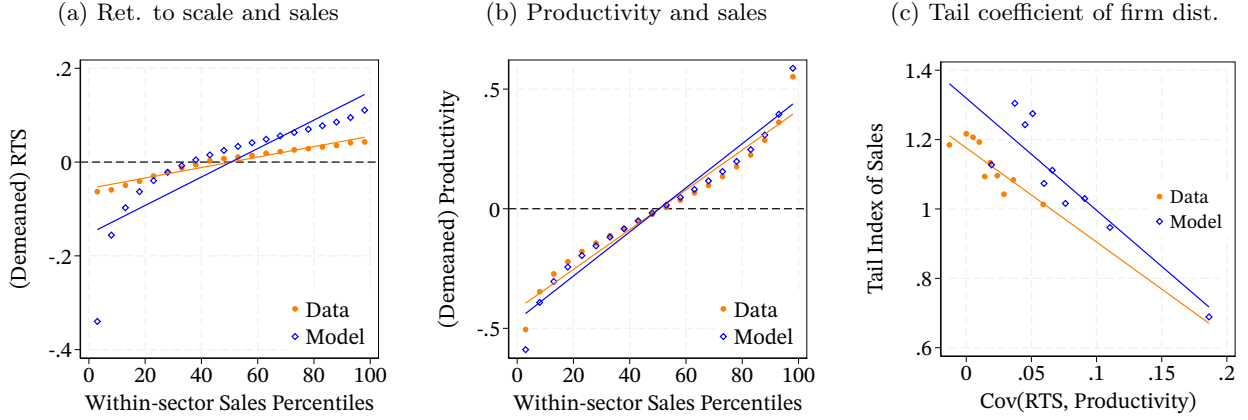 (a) Ret. to scale and sales
(Demeaned) RTS
.2
0
-.2
-.4
Data
Model
0 20 40 60 80 100
Within-sector Sales Percentiles
(b) Productivity and sales
(Demeaned) Productivity
.5
0
-.5
Data
Model
0 20 40 60 80 100
Within-sector Sales Percentiles
(c) Tail coefficient of firm dist.
Tail Index of Sales
1.4
1.2
1
.8
.6
Data
Model
0 .05 .1 .15 .2
Cov(RTS, Productivity)